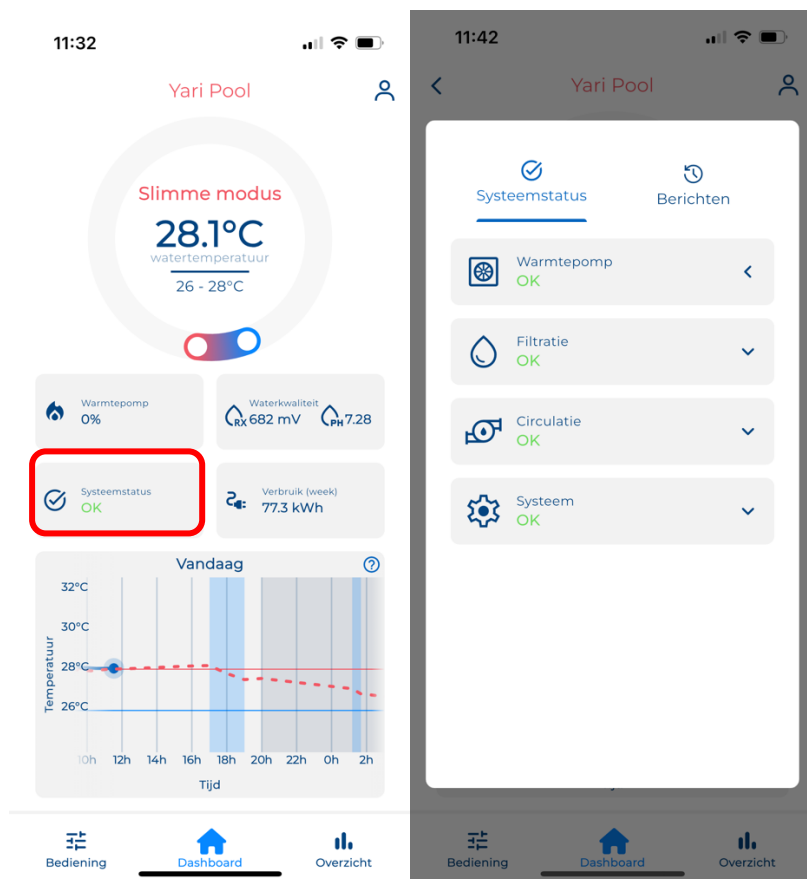 11:32
Yari Pool
Slimme modus
28.1°C
watertemperatuur
26 - 28°C
Warmtepomp
0%
Waterkwaliteit
RX 682 mV PH 7.28
Systeemstatus
OK
Verbruik (week)
77.3 kWh
Vandaag
?
32°C
30°C
28°C
26°C
Temperatuur
10h 12h 14h 16h 18h 20h 22h 0h 2h
Tijd
Bediening Dashboard Overzicht
11:42
Yari Pool
Systeemstatus Berichten
Warmtepomp
OK
Filtratie
OK
Circulatie
OK
Systeem
OK
Bediening Dashboard Overzicht